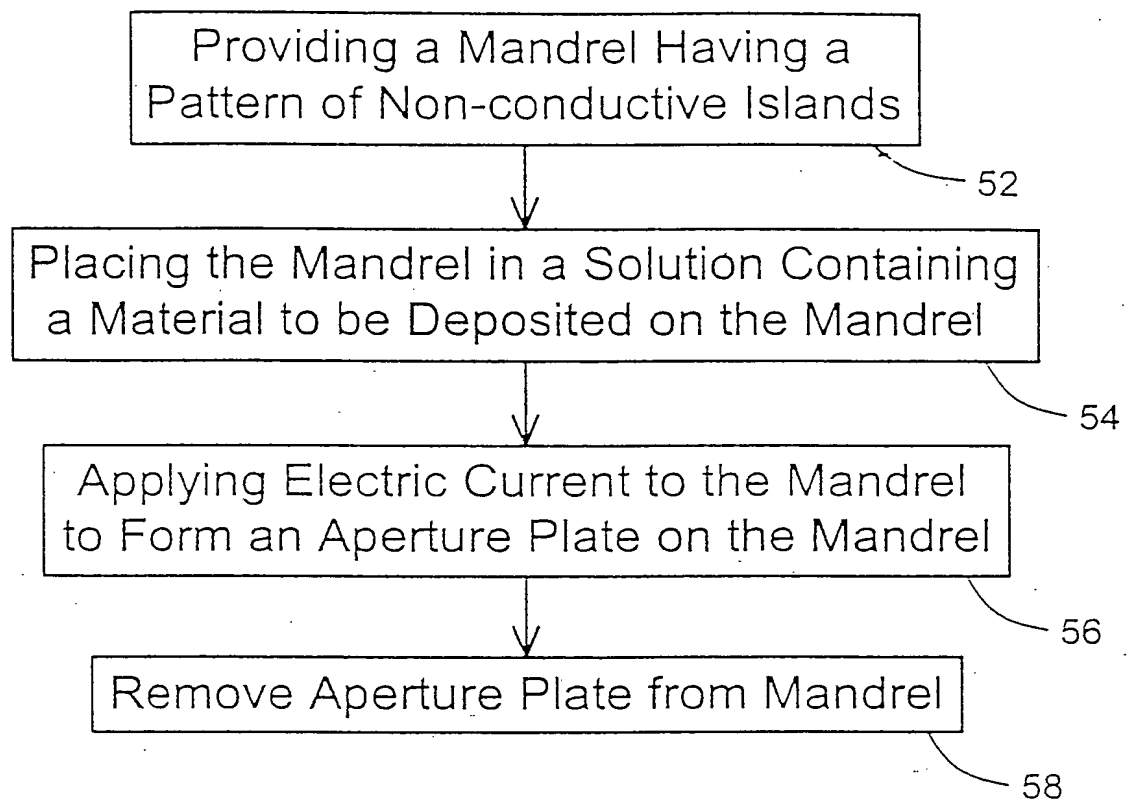 Providing a Mandrel Having a
Pattern of Non-conductive Islands
52
Placing the Mandrel in a Solution Containing
a Material to be Deposited on the Mandrel
54
Applying Electric Current to the Mandrel
to Form an Aperture Plate on the Mandrel
56
Remove Aperture Plate from Mandrel
58